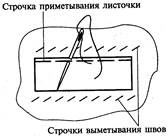 Строчка приметывания листочки
Строчки выметывания швов